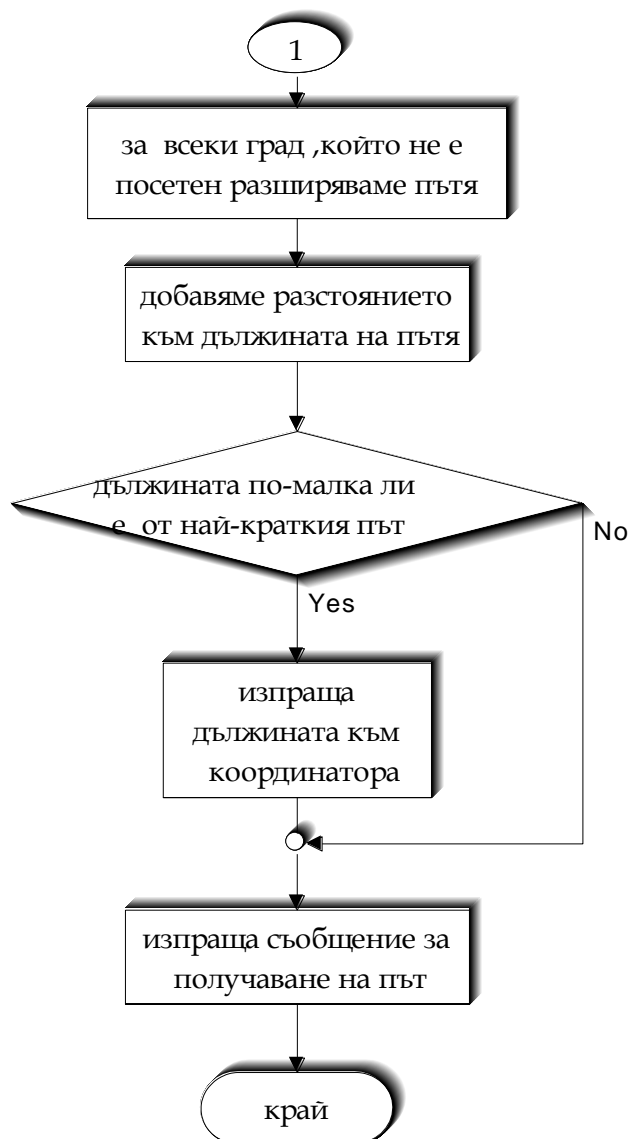 1
за всеки град ,който не е
посетен разширяваме пътя
добавяме разстоянието
към дължината на пътя
дължината по-малка ли
е от най-краткия път
No
Yes
изпраща
дължината към
координатора
изпраща съобщение за
получаване на път
край